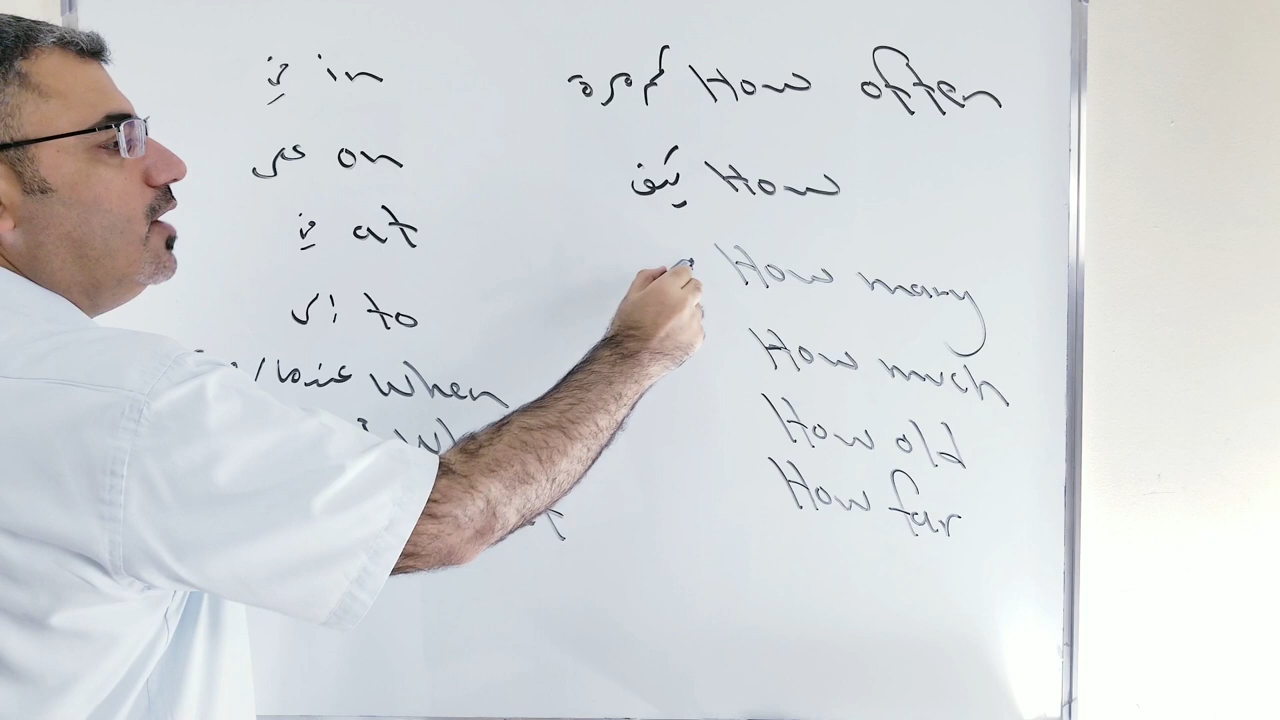 في in
على on
في at
إلى to
عندما/ When
كم مرة How often
كيف How
How many
How much
How old
How far